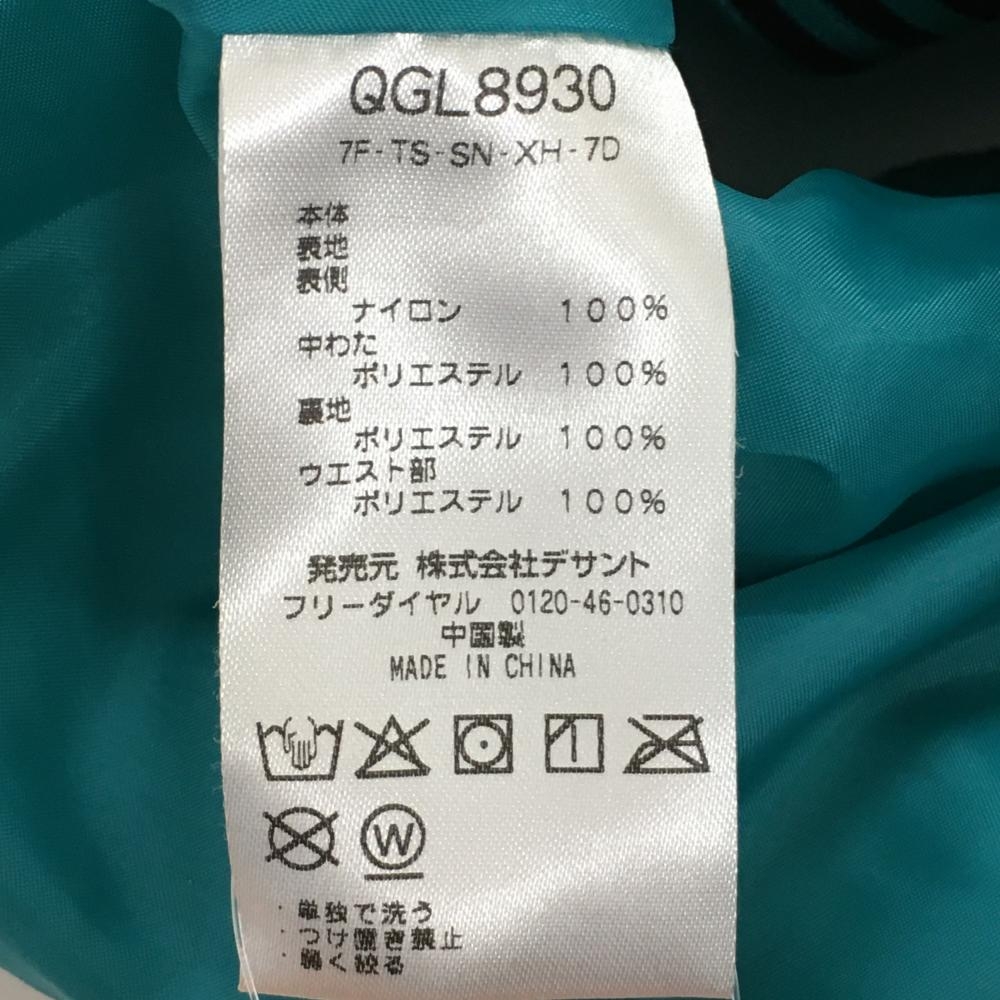 QGL8930
7F-TS-SN-XH-7D
本体
表地
表側
ナイロン 100%
中わた
ポリエステル 100%
裏地
ポリエステル 100%
ウエスト部
ポリエステル 100%
発売元 株式会社デサント
フリーダイヤル 0120-46-0310
中国製
MADE IN CHINA
W
・単独で洗う
・つけ置き禁止
・弱く絞る